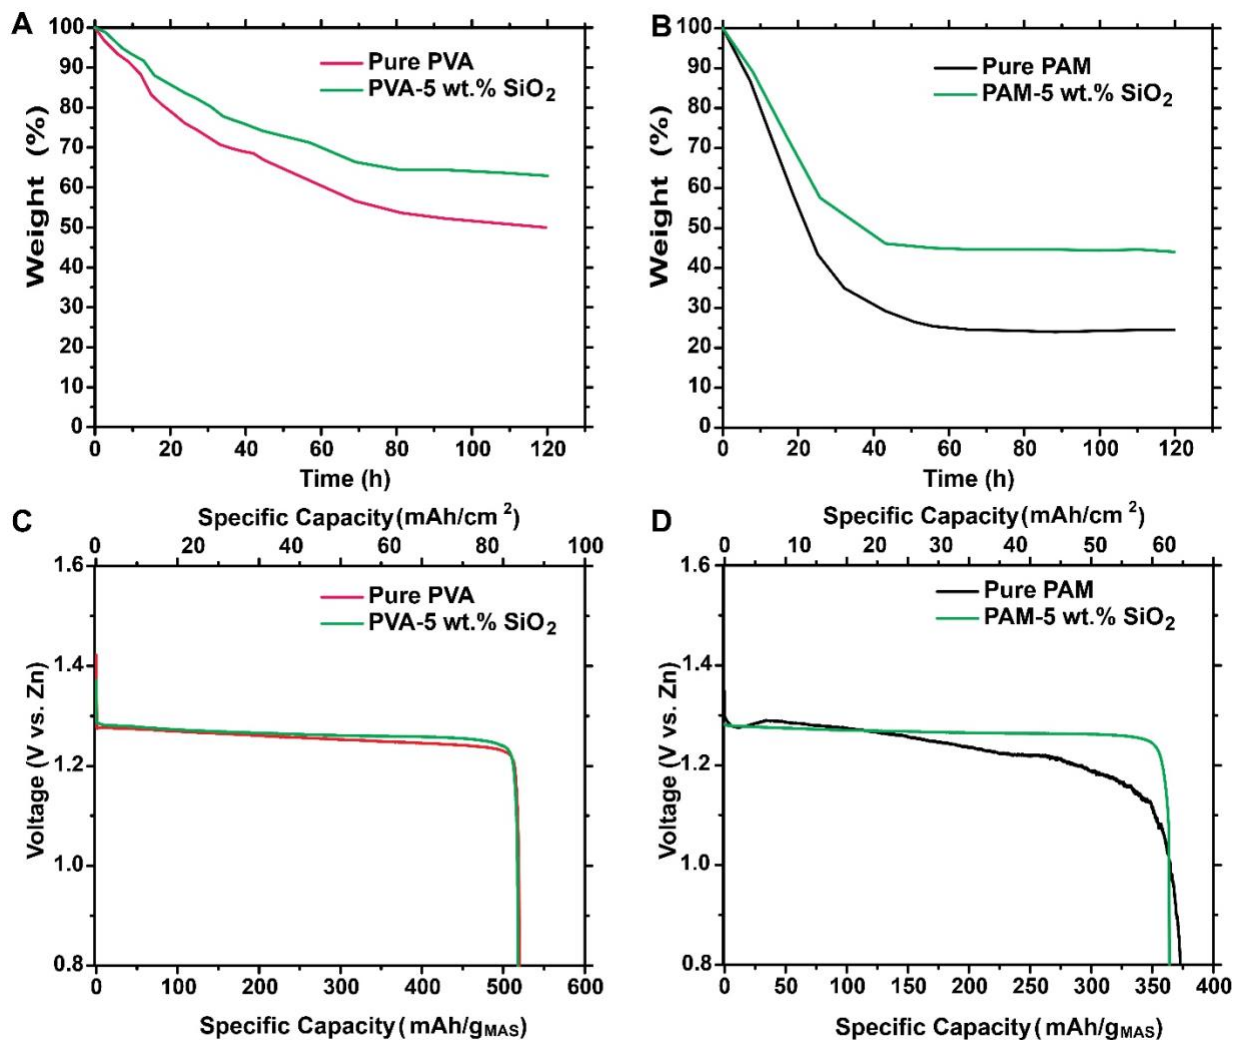 A
100
90
80
70
60
50
40
30
20
10
0
Weight (%)
Pure PVA
PVA-5 wt.% SiO2
0 20 40 60 80 100 120
Time (h)
B
100
90
80
70
60
50
40
30
20
10
0
Weight (%)
Pure PAM
PAM-5 wt.% SiO2
0 20 40 60 80 100 120
Time (h)
C
Specific Capacity (mAh/cm2)
0 20 40 60 80 100
1.6
1.4
1.2
1.0
0.8
Voltage (V vs. Zn)
Pure PVA
PVA-5 wt.% SiO2
0 100 200 300 400 500 600
Specific Capacity (mAh/gMAS)
D
Specific Capacity (mAh/cm2)
0 10 20 30 40 50 60
1.6
1.4
1.2
1.0
0.8
Voltage (V vs. Zn)
Pure PAM
PAM-5 wt.% SiO2
0 50 100 150 200 250 300 350 400
Specific Capacity (mAh/gMAS)